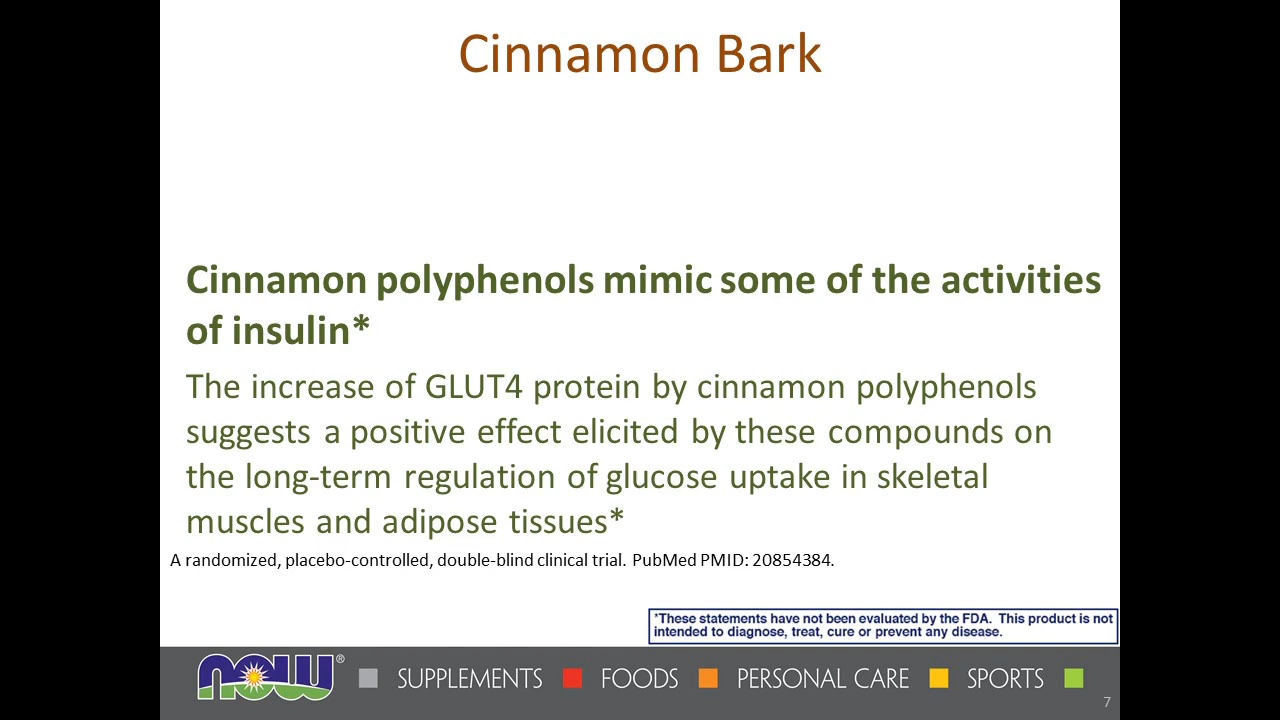 Cinnamon Bark
Cinnamon polyphenols mimic some of the activities
of insulin*
The increase of GLUT4 protein by cinnamon polyphenols
suggests a positive effect elicited by these compounds on
the long-term regulation of glucose uptake in skeletal
muscles and adipose tissues*
A randomized, placebo-controlled, double-blind clinical trial. PubMed PMID: 20854384.
*These statements have not been evaluated by the FDA. This product is not
intended to diagnose, treat, cure or prevent any disease.
NOW® SUPPLEMENTS FOODS PERSONAL CARE SPORTS
7